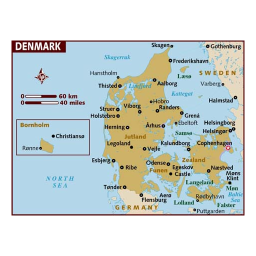 DENMARK
Skagen
Gothenburg
Skagerrak
Frederikshavn
SWEDEN
Hanstholm
Læsø
Aalborg
Varberg
0 60 km
0 40 miles
Thisted
Limfjord
Kattegat
Hobro
Halmstad
Struer
Viborg
Randers
Holstebro
Grenå
Bornholm
Herning
Århus
Ebeltoft
Helsingborg
Helsingør
Christiansø
Jutland
Samsø
Kalundborg
Legoland
Vejle
Copenhagen
Rønne
Esbjerg
Odense
Zealand
Ribe
Funen
Egeskov Castle
Næstved
NORTH
SEA
Langeland
Møns
Klint
Møn
Tønder
Ærø
Baltic
Sea
Flensburg
Lolland
Falster
GERMANY
Puttgarden